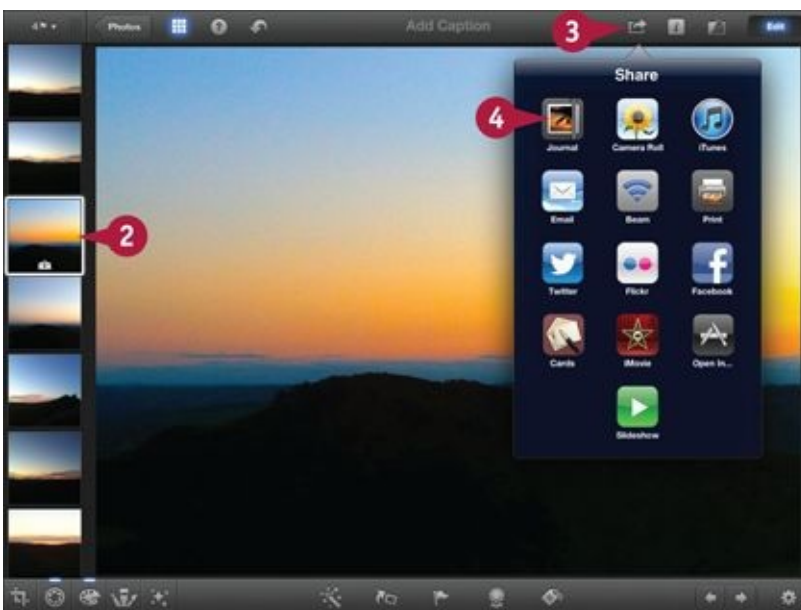 Photos
Add Caption
3
Edit
Share
4
Journal Camera Roll iTunes
Email Beam Print
2
Twitter Flickr Facebook
Cards iMovie Open In...
Slideshow